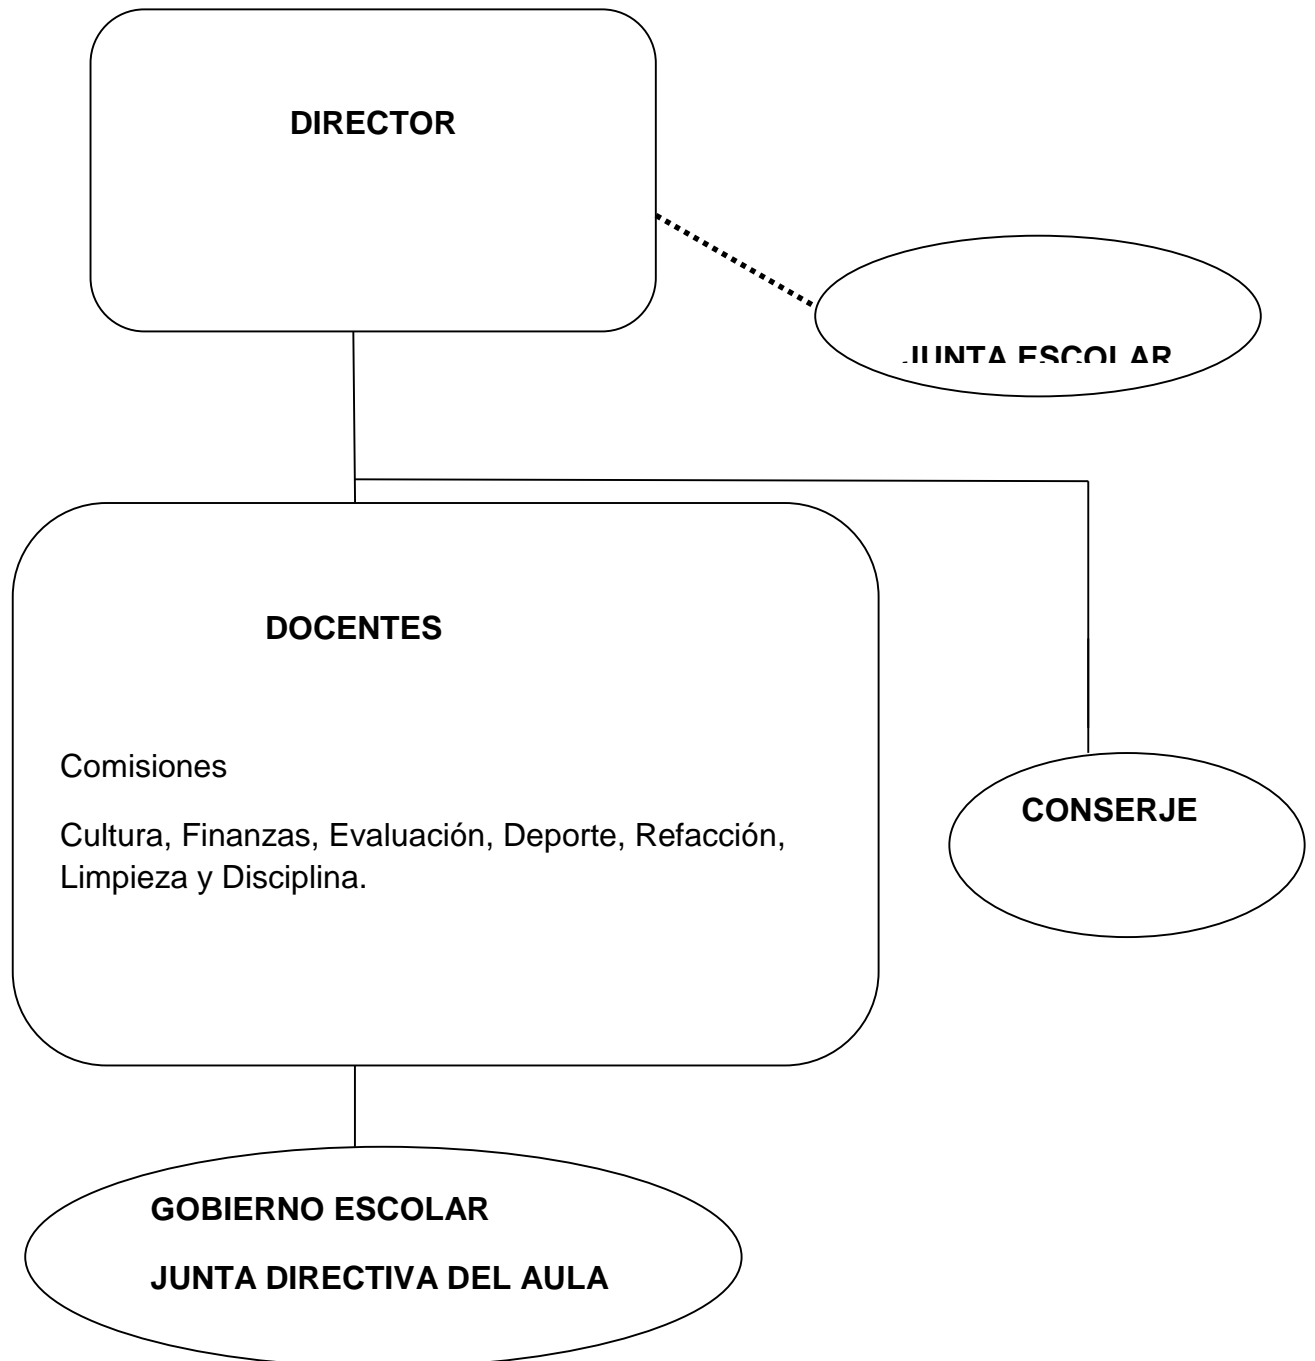 DIRECTOR
JUNTA ESCOLAR
DOCENTES
Comisiones
Cultura, Finanzas, Evaluación, Deporte, Refacción,
Limpieza y Disciplina.
CONSERJE
GOBIERNO ESCOLAR
JUNTA DIRECTIVA DEL AULA